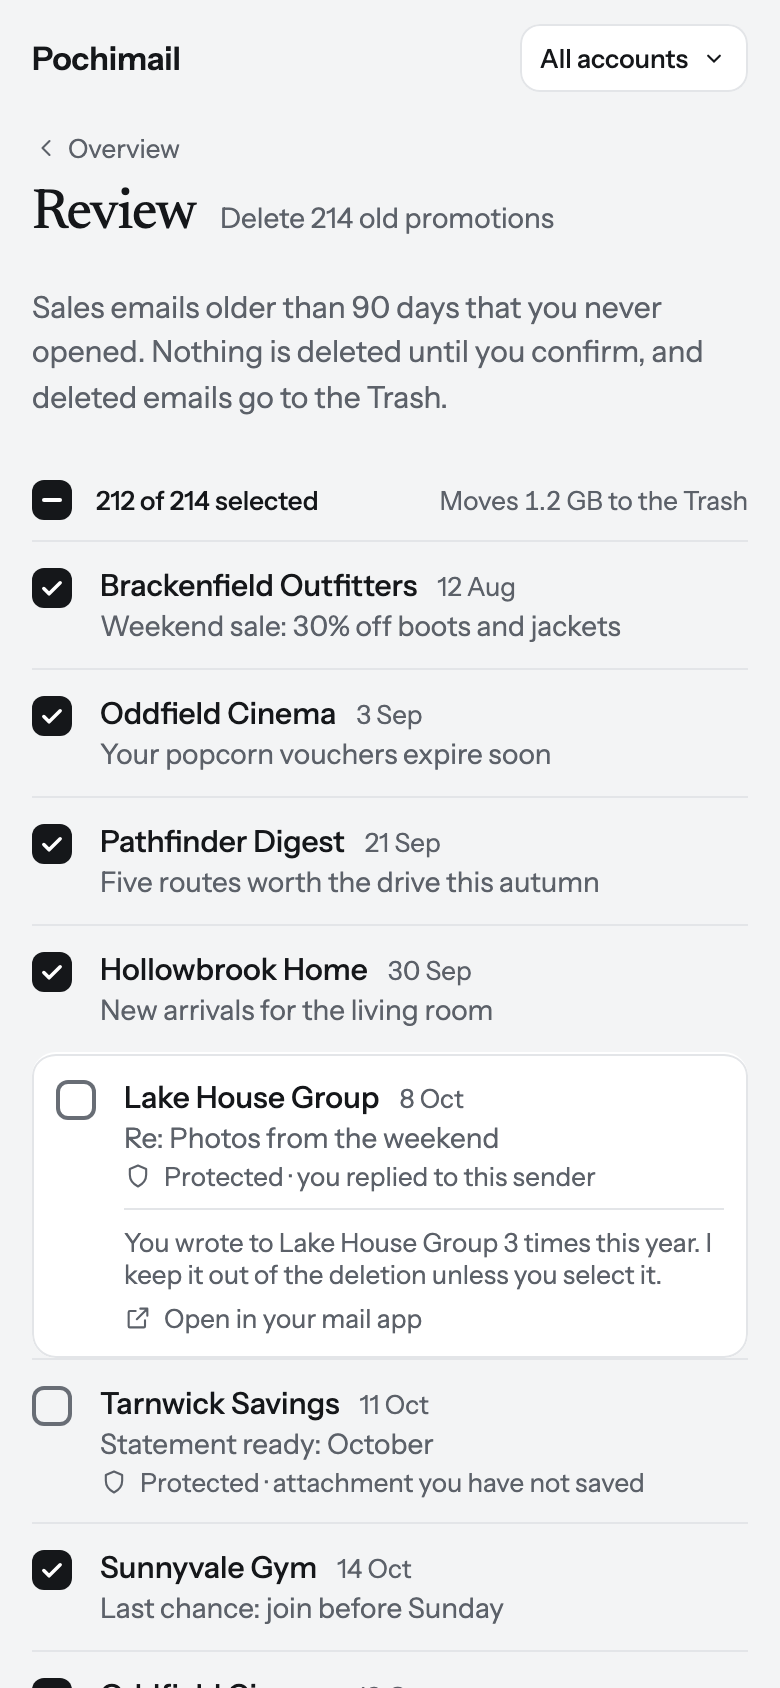 Pochimail
All accounts
Overview
Review
Delete 214 old promotions
Sales emails older than 90 days that you never
opened. Nothing is deleted until you confirm, and
deleted emails go to the Trash.
212 of 214 selected
Moves 1.2 GB to the Trash
Brackenfield Outfitters 12 Aug
Weekend sale: 30% off boots and jackets
Oddfield Cinema 3 Sep
Your popcorn vouchers expire soon
Pathfinder Digest 21 Sep
Five routes worth the drive this autumn
Hollowbrook Home 30 Sep
New arrivals for the living room
Lake House Group 8 Oct
Re: Photos from the weekend
Protected · you replied to this sender
You wrote to Lake House Group 3 times this year. I
keep it out of the deletion unless you select it.
Open in your mail app
Tarnwick Savings 11 Oct
Statement ready: October
Protected · attachment you have not saved
Sunnyvale Gym 14 Oct
Last chance: join before Sunday